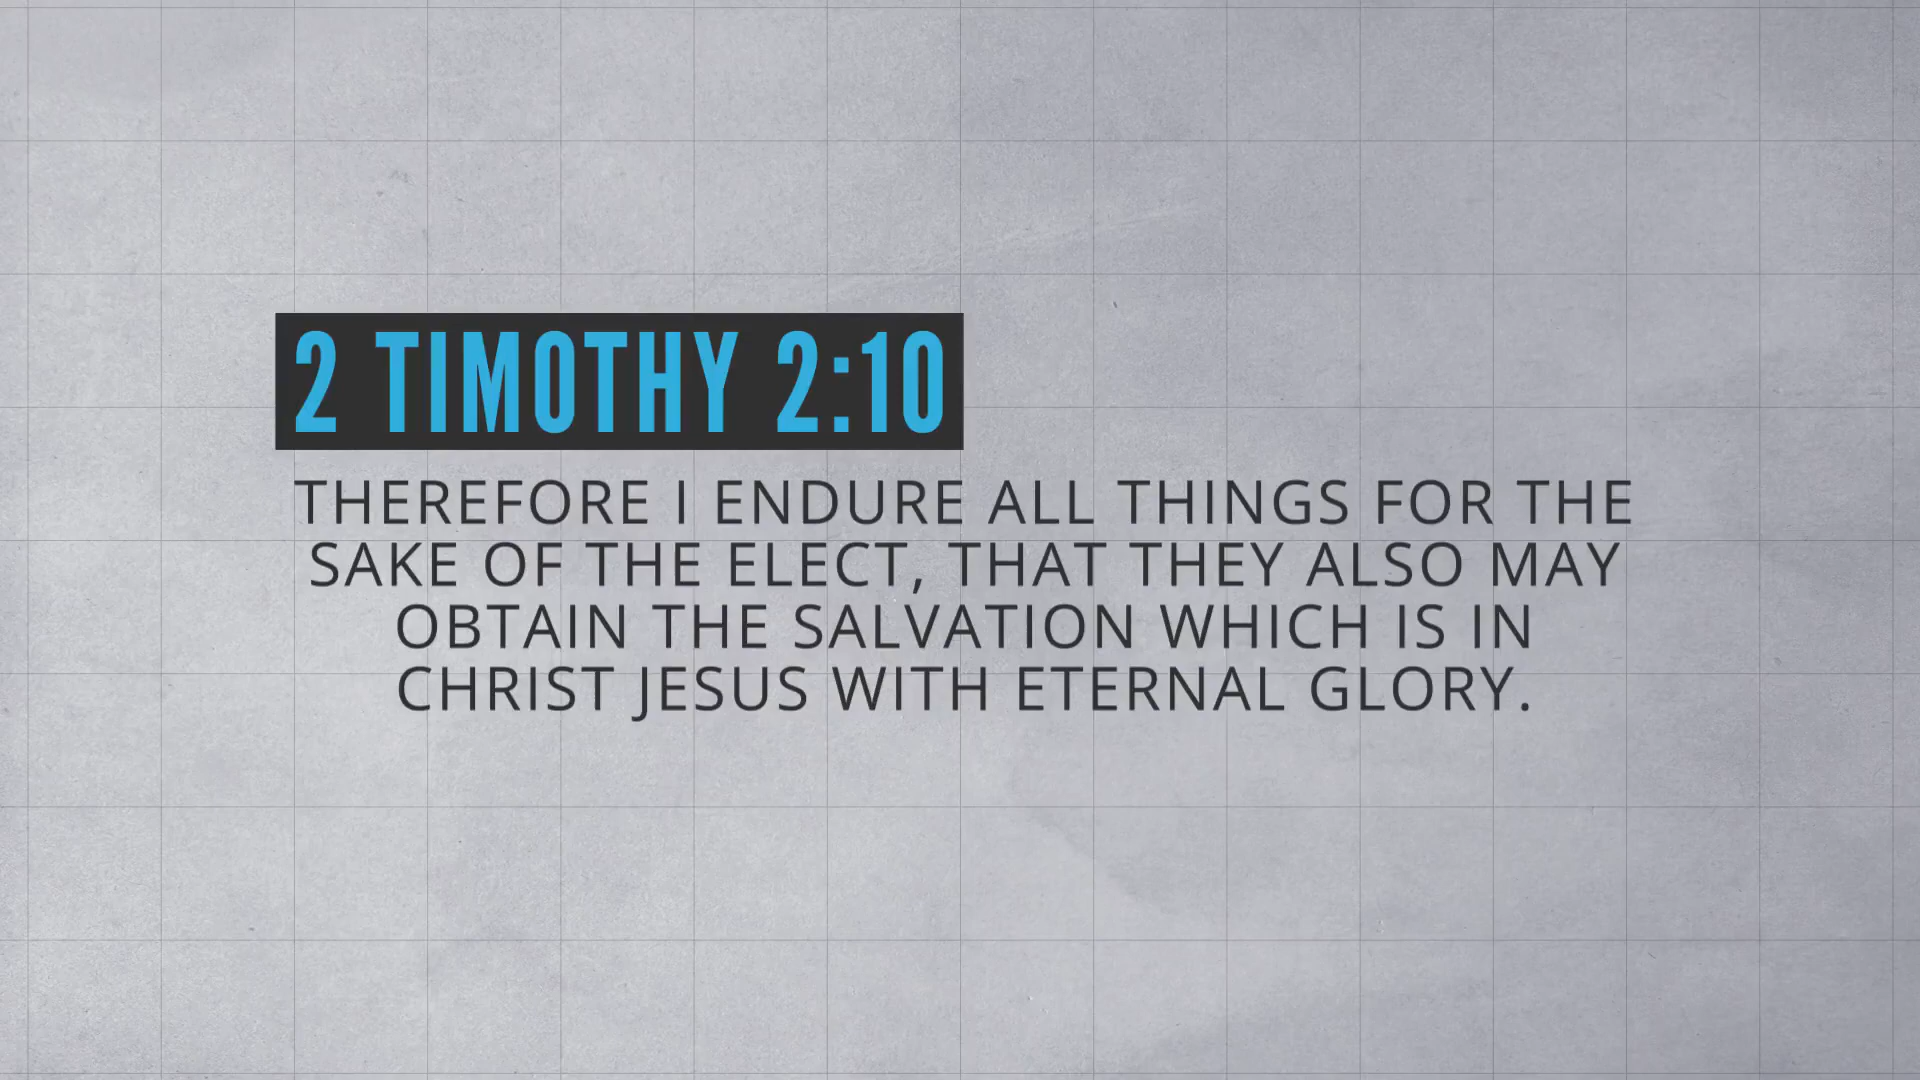 2 TIMOTHY 2:10
THEREFORE I ENDURE ALL THINGS FOR THE
SAKE OF THE ELECT, THAT THEY ALSO MAY
OBTAIN THE SALVATION WHICH IS IN
CHRIST JESUS WITH ETERNAL GLORY.